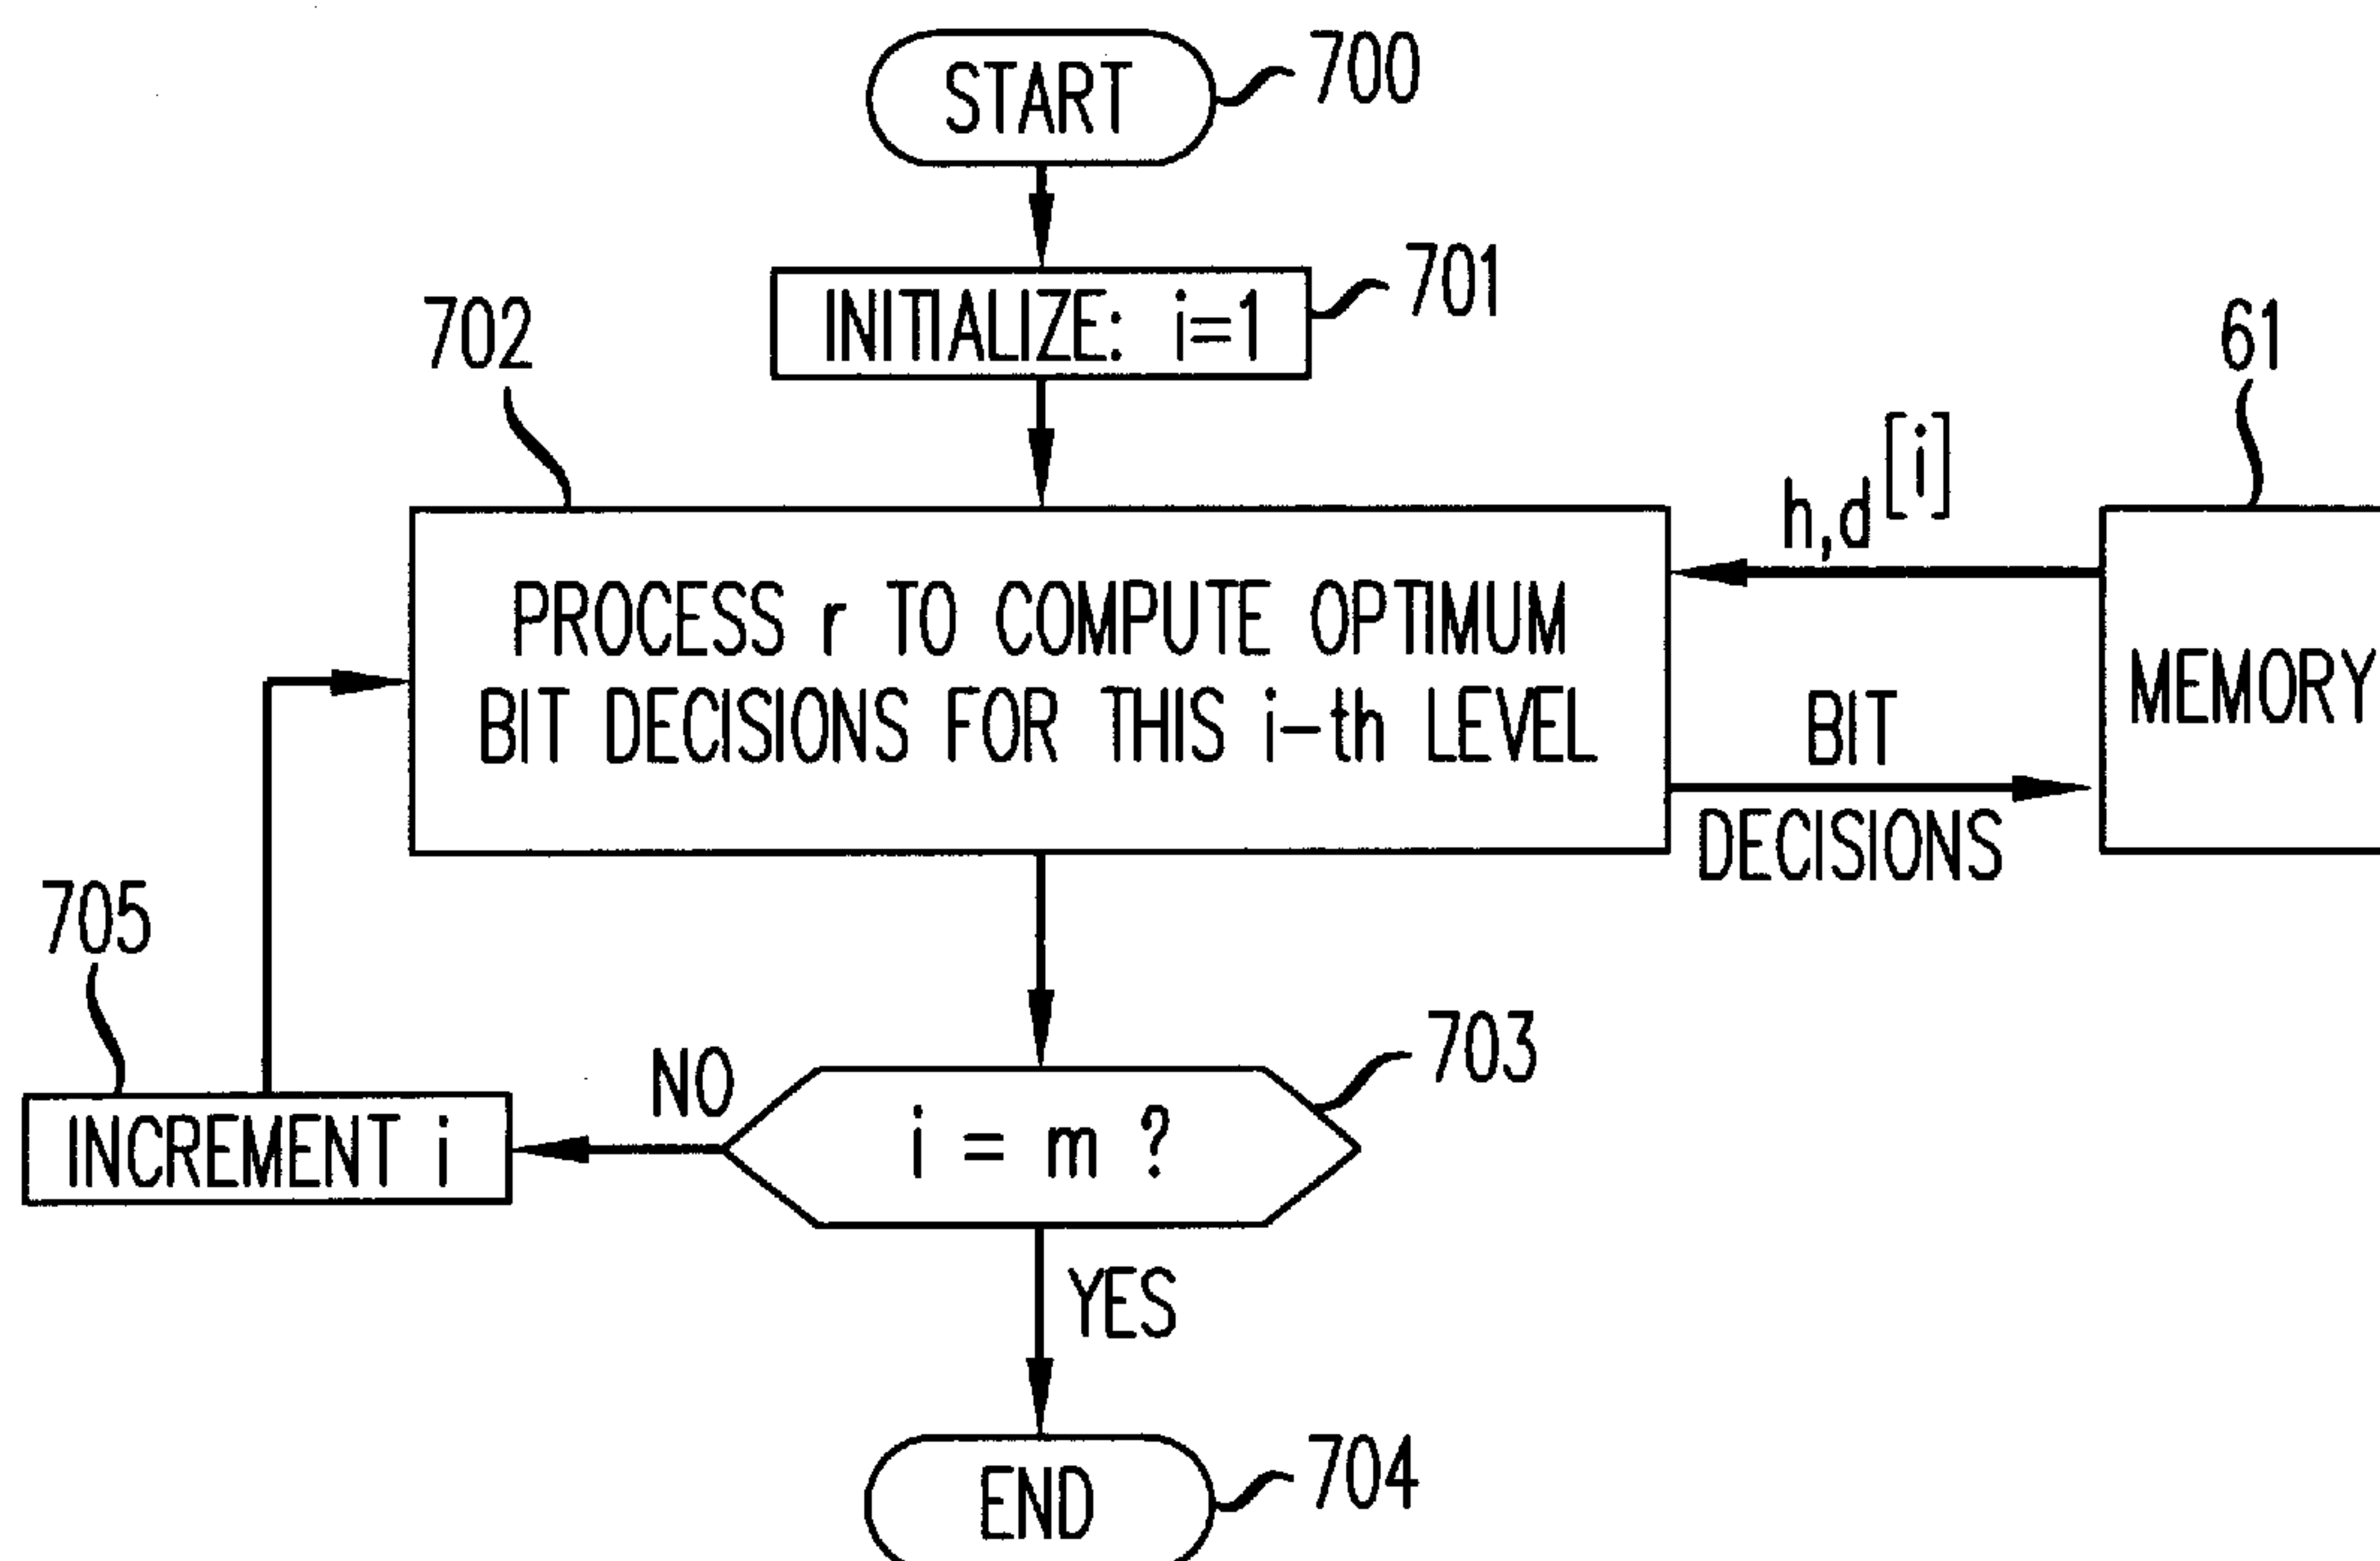 START
700
INITIALIZE: i=1
701
702
61
h,d[i]
PROCESS r TO COMPUTE OPTIMUM
BIT DECISIONS FOR THIS i-th LEVEL
MEMORY
BIT
DECISIONS
705
703
NO
INCREMENT i
i = m ?
YES
END
704